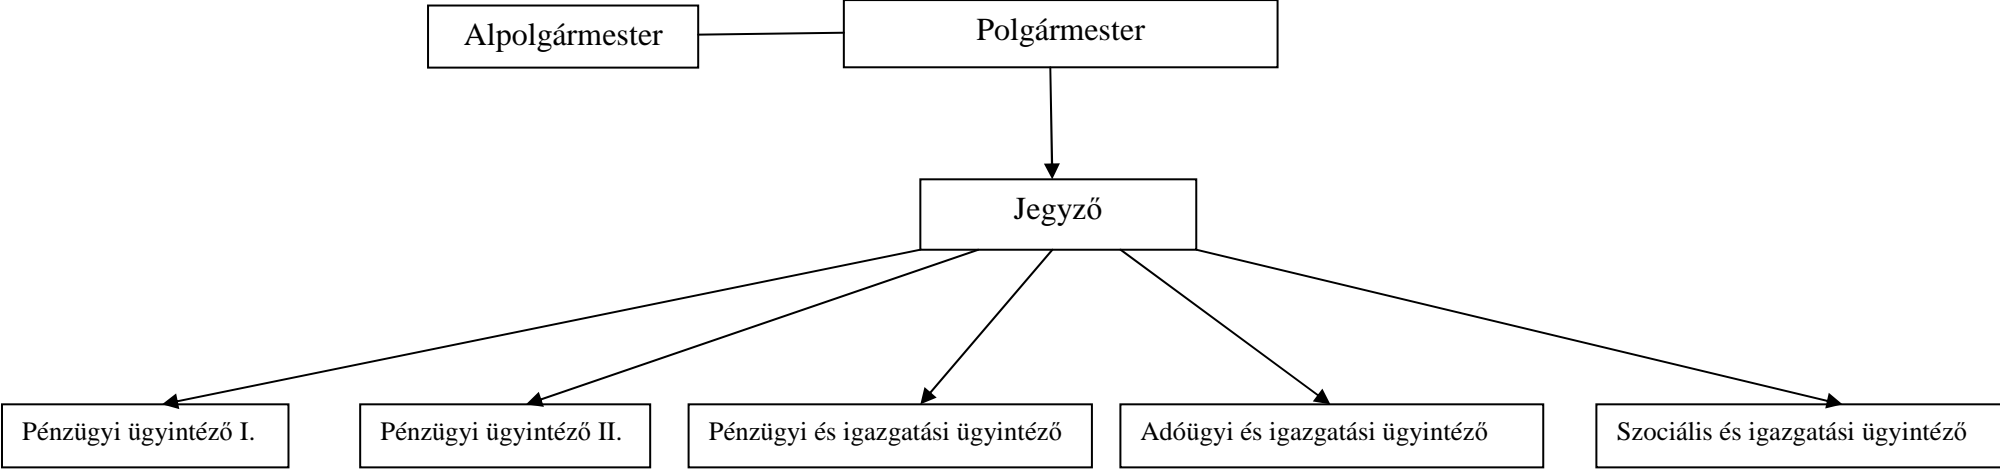 Alpolgármester
Polgármester
Jegyző
Pénzügyi ügyintéző I.
Pénzügyi ügyintéző II.
Pénzügyi és igazgatási ügyintéző
Adóügyi és igazgatási ügyintéző
Szociális és igazgatási ügyintéző